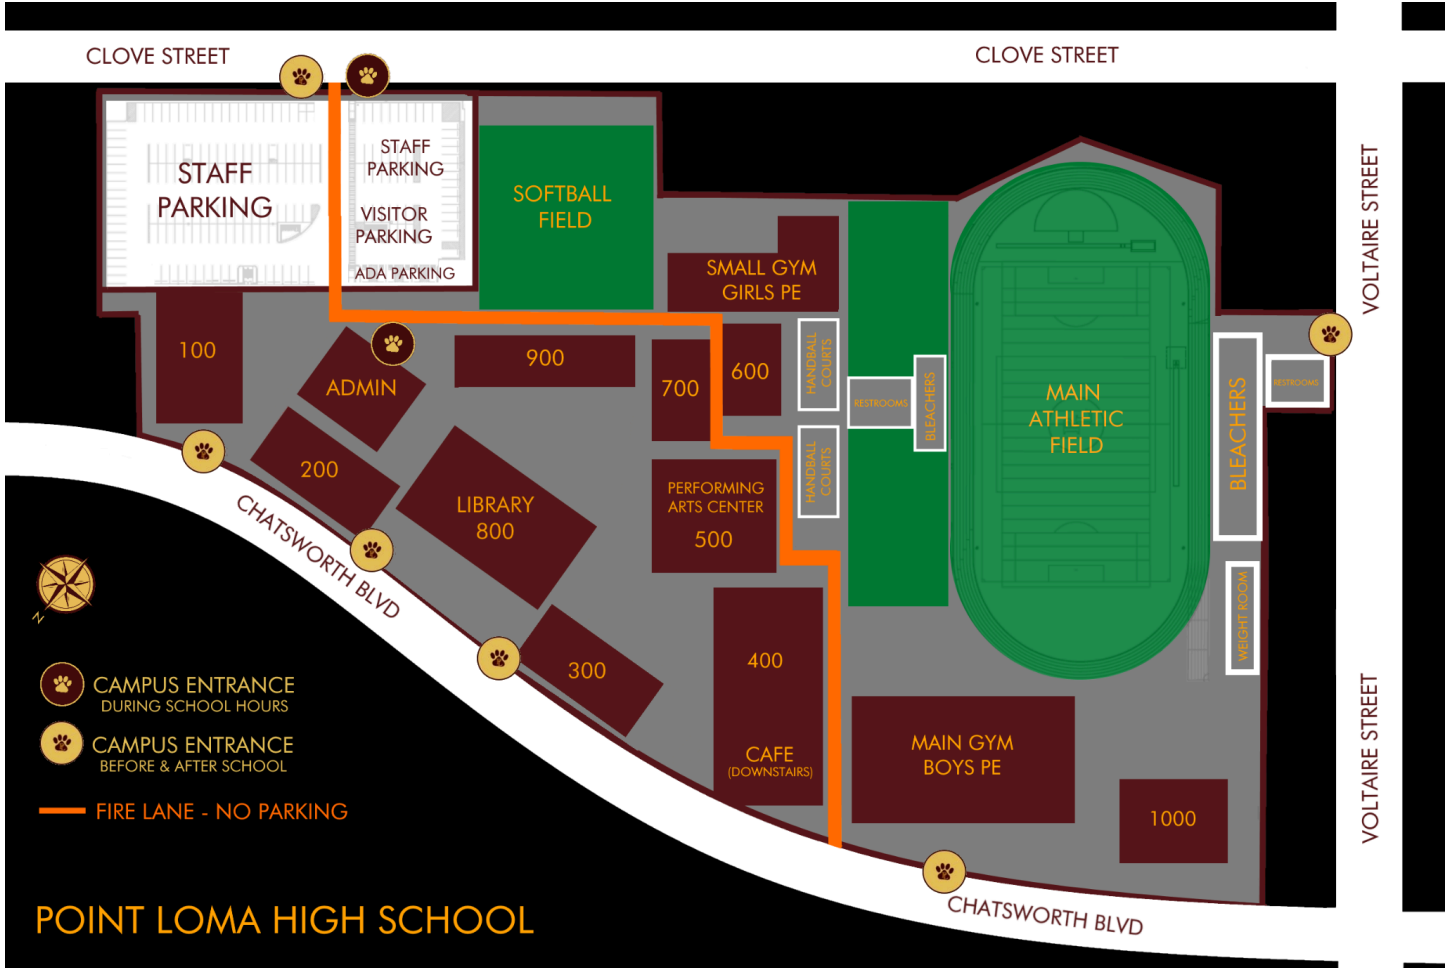 CLOVE STREET
CLOVE STREET
STAFF
PARKING
STAFF
PARKING
VISITOR
PARKING
ADA PARKING
SOFTBALL
FIELD
SMALL GYM
GIRLS PE
VOLTAIRE STREET
100
ADMIN
900
700
600
HANDBALL
COURTS
RESTROOMS
BLEACHERS
MAIN
ATHLETIC
FIELD
BLEACHERS
RESTROOMS
200
LIBRARY
800
PERFORMING
ARTS CENTER
500
HANDBALL
COURTS
CHATSWORTH BLVD
300
400
CAFE
(DOWNSTAIRS)
WEIGHT ROOM
MAIN GYM
BOYS PE
1000
VOLTAIRE STREET
N
CAMPUS ENTRANCE
DURING SCHOOL HOURS
CAMPUS ENTRANCE
BEFORE & AFTER SCHOOL
FIRE LANE - NO PARKING
POINT LOMA HIGH SCHOOL
CHATSWORTH BLVD